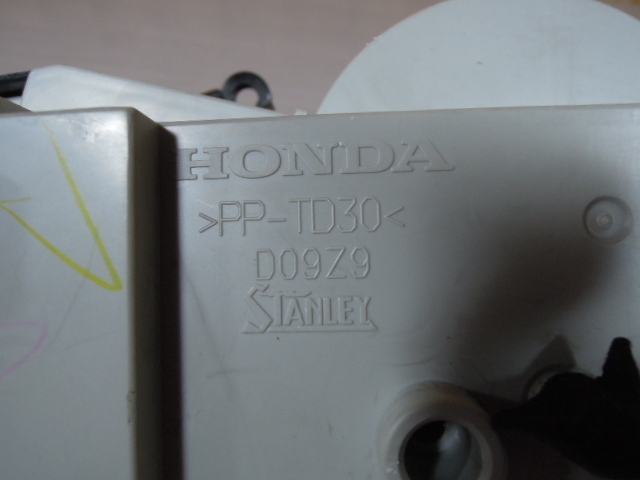 HONDA
>PP-TD30<
D09Z9
STANLEY